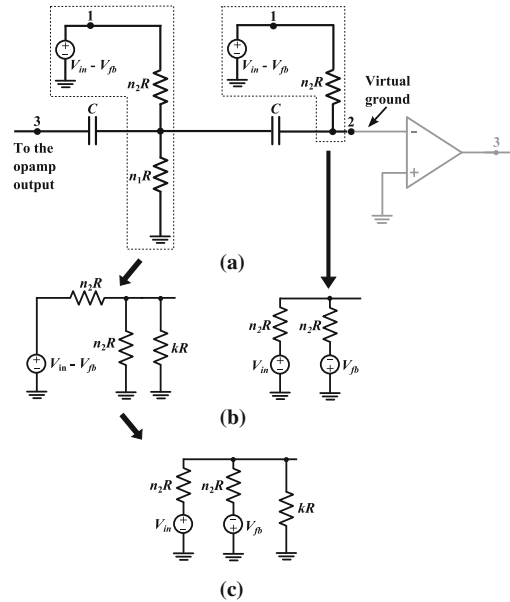 1
+
-
V_in - V_fb
n_2R
1
+
-
V_in - V_fb
n_2R
C
C
3
To the
opamp
output
n_1R
2
Virtual
ground
-
+
3
(a)
n_2R
n_2R
kR
+
-
V_in - V_fb
n_2R
n_2R
V_in
+
-
-
+
V_fb
(b)
n_2R
n_2R
kR
V_in
+
-
-
+
V_fb
(c)